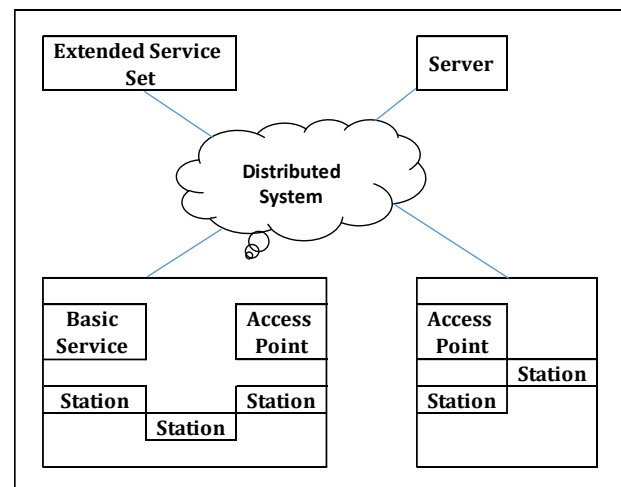 Extended Service
Set
Server
Distributed
System
Basic
Service
Access
Point
Access
Point
Station
Station
Station
Station
Station